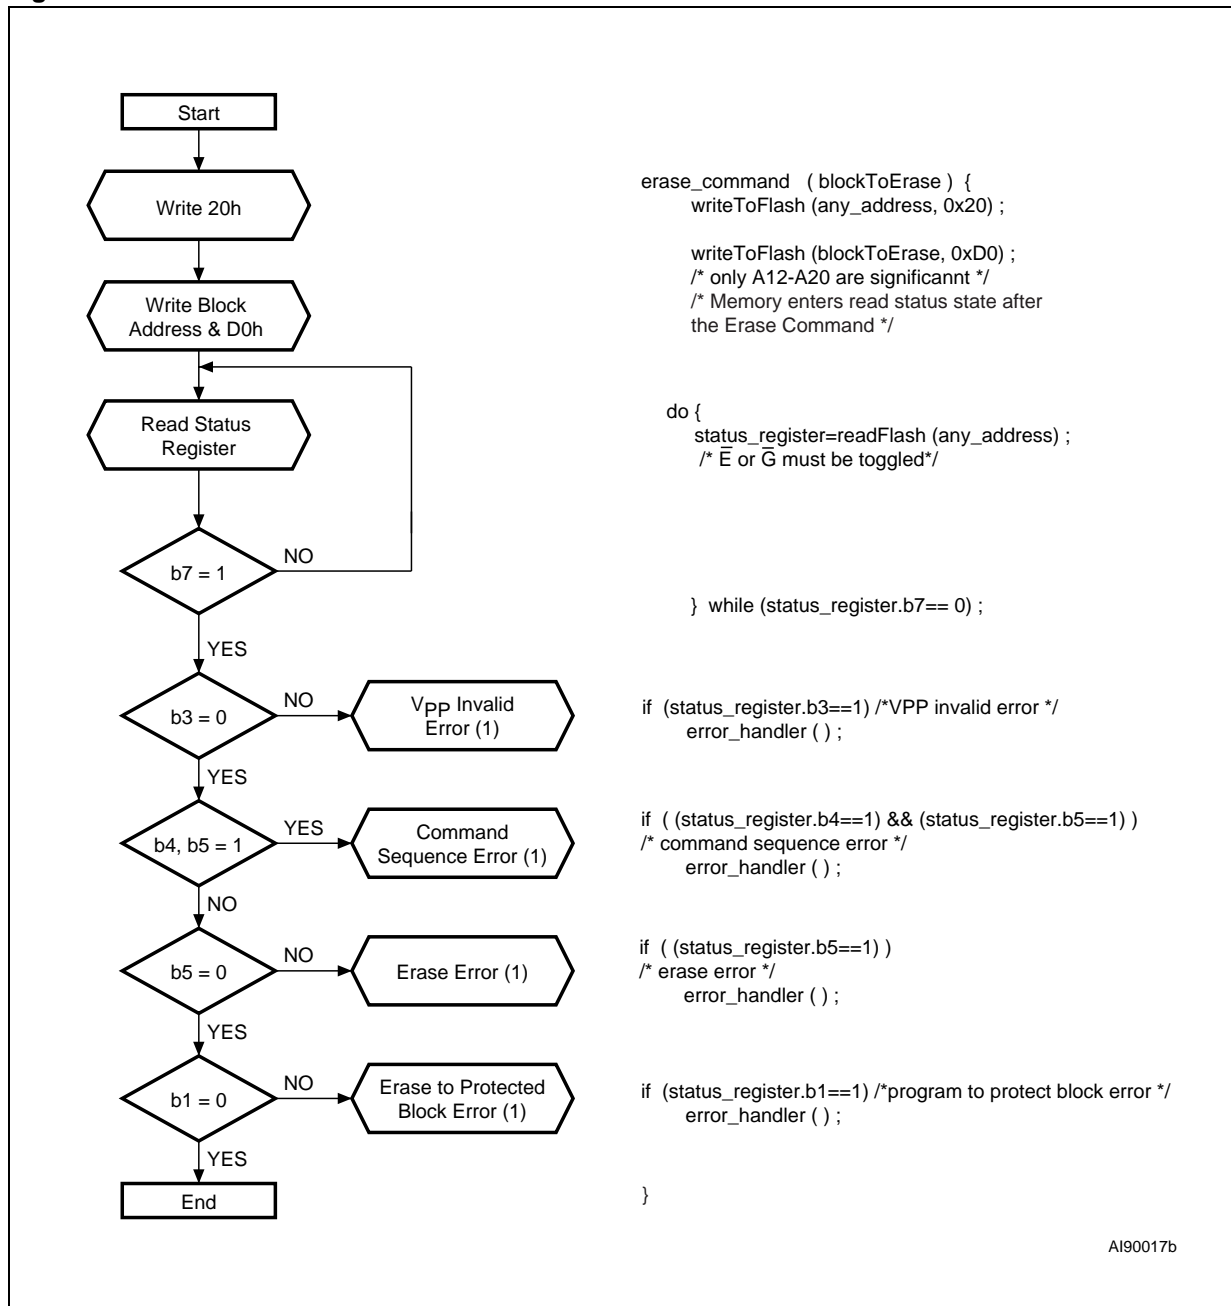 Start
Write 20h
Write Block
Address & D0h
Read Status
Register
b7 = 1
NO
YES
b3 = 0
NO
VPP Invalid
Error (1)
YES
b4, b5 = 1
YES
Command
Sequence Error (1)
NO
b5 = 0
NO
Erase Error (1)
YES
b1 = 0
NO
Erase to Protected
Block Error (1)
YES
End
erase_command ( blockToErase ) {
writeToFlash (any_address, 0x20) ;
writeToFlash (blockToErase, 0xD0) ;
/* only A12-A20 are significannt */
/* Memory enters read status state after
the Erase Command */
do {
status_register=readFlash (any_address) ;
/* E̅ or G̅ must be toggled*/
} while (status_register.b7== 0) ;
if (status_register.b3==1) /*VPP invalid error */
error_handler ( ) ;
if ( (status_register.b4==1) && (status_register.b5==1) )
/* command sequence error */
error_handler ( ) ;
if ( (status_register.b5==1) )
/* erase error */
error_handler ( ) ;
if (status_register.b1==1) /*program to protect block error */
error_handler ( ) ;
}
AI90017b